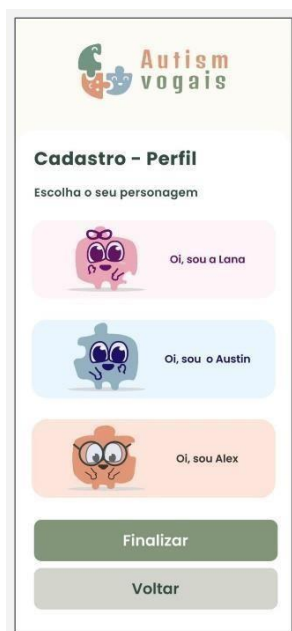 Autism
vogais
Cadastro - Perfil
Escolha o seu personagem
Oi, sou a Lana
Oi, sou o Austin
Oi, sou Alex
Finalizar
Voltar